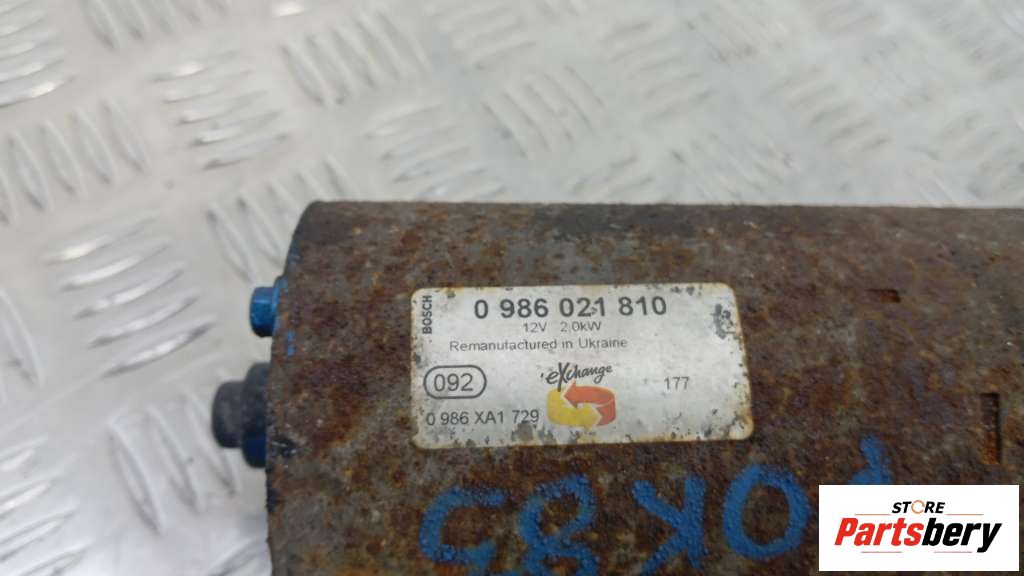 BOSCH
0 986 021 810
12V 2.0kW
Remanufactured in Ukraine
092
eXchange
177
0 986 XA1 729
STORE
Partsbery